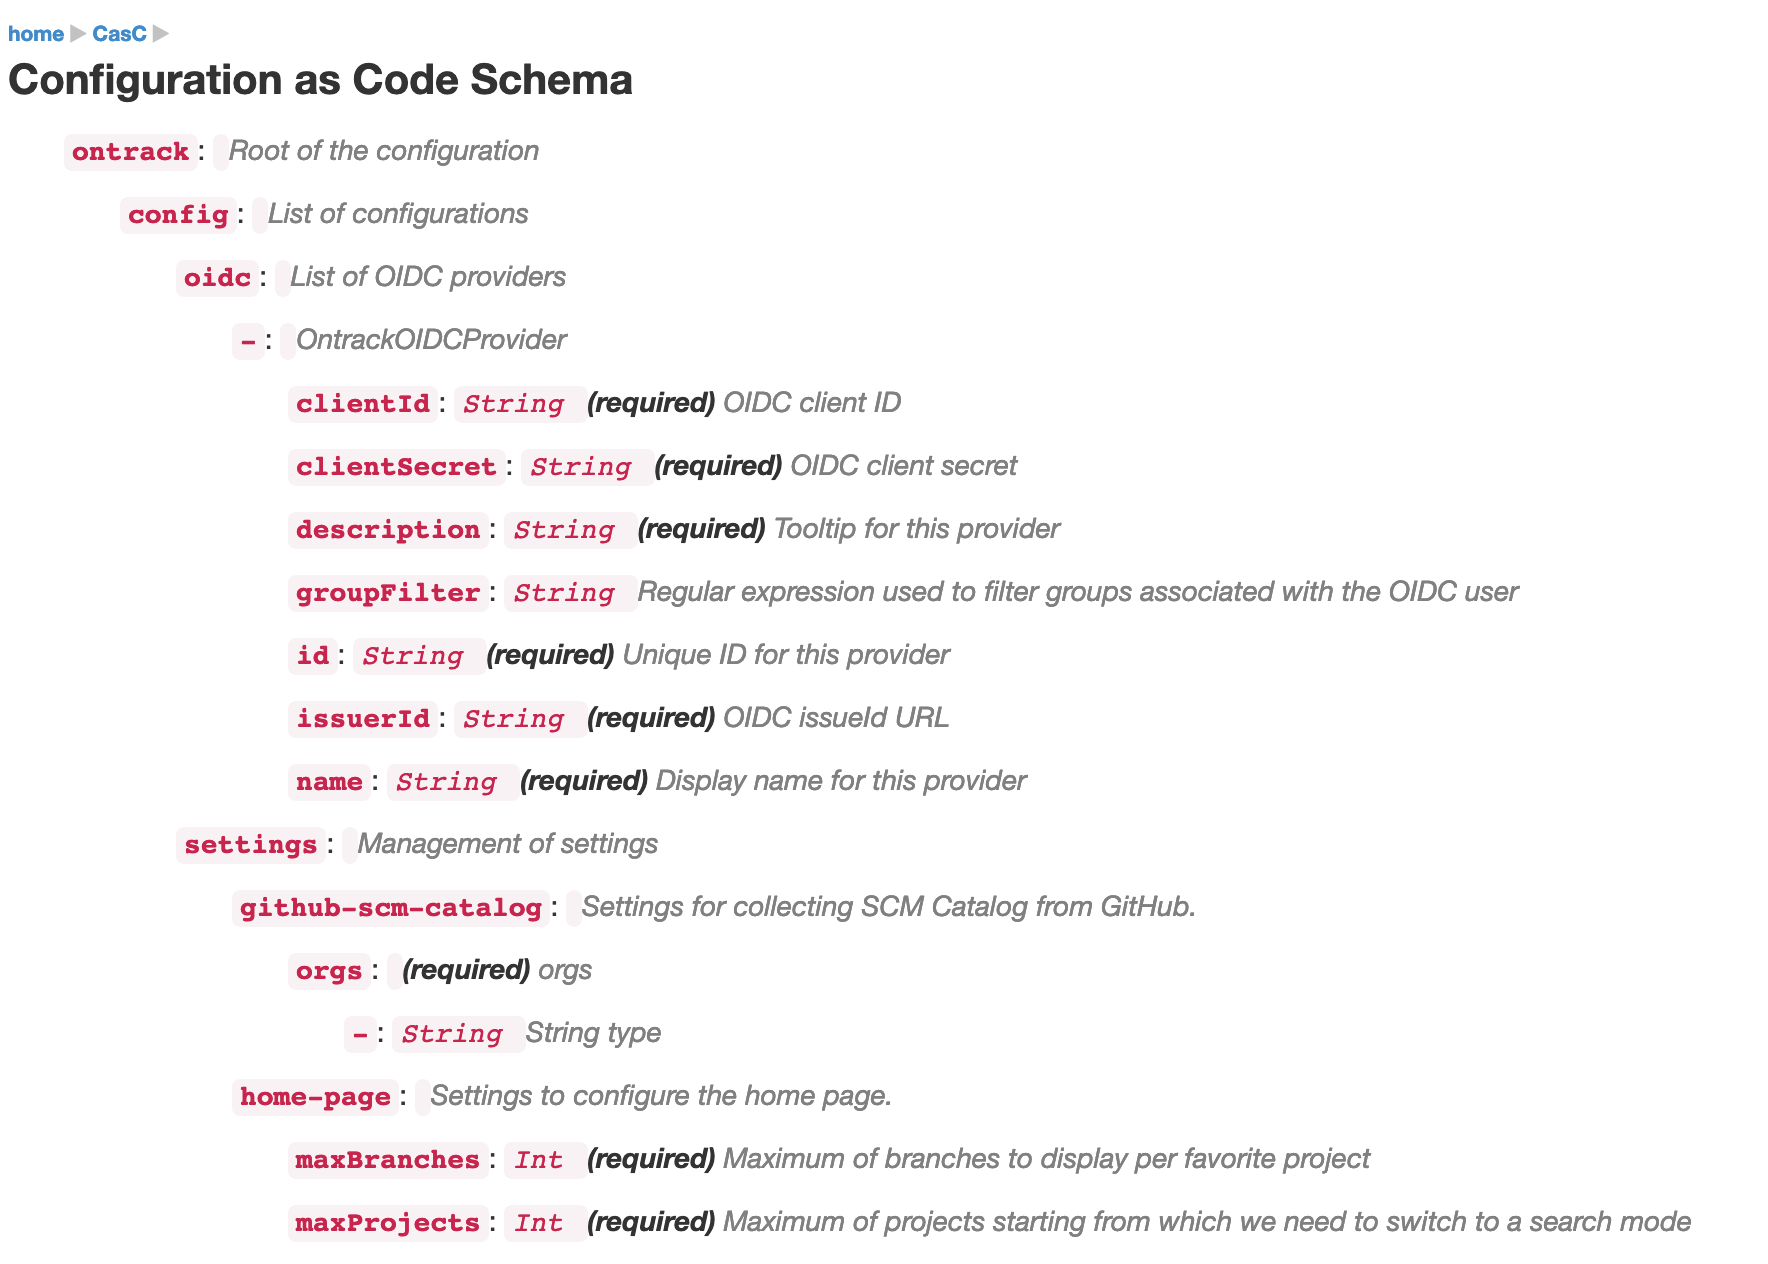 home ▶ CasC ▶
Configuration as Code Schema
ontrack: Root of the configuration
config: List of configurations
oidc: List of OIDC providers
-: OntrackOIDCProvider
clientId: String (required) OIDC client ID
clientSecret: String (required) OIDC client secret
description: String (required) Tooltip for this provider
groupFilter: String Regular expression used to filter groups associated with the OIDC user
id: String (required) Unique ID for this provider
issuerId: String (required) OIDC issueId URL
name: String (required) Display name for this provider
settings: Management of settings
github-scm-catalog: Settings for collecting SCM Catalog from GitHub.
orgs: (required) orgs
-: String String type
home-page: Settings to configure the home page.
maxBranches: Int (required) Maximum of branches to display per favorite project
maxProjects: Int (required) Maximum of projects starting from which we need to switch to a search mode